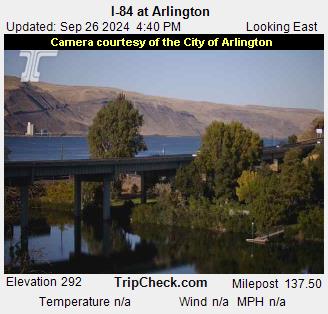 I-84 at Arlington
Updated: Sep 26 2024 4:40 PM Looking East
Camera courtesy of the City of Arlington
Elevation 292 TripCheck.com Milepost 137.50
Temperature n/a Wind n/a MPH n/a